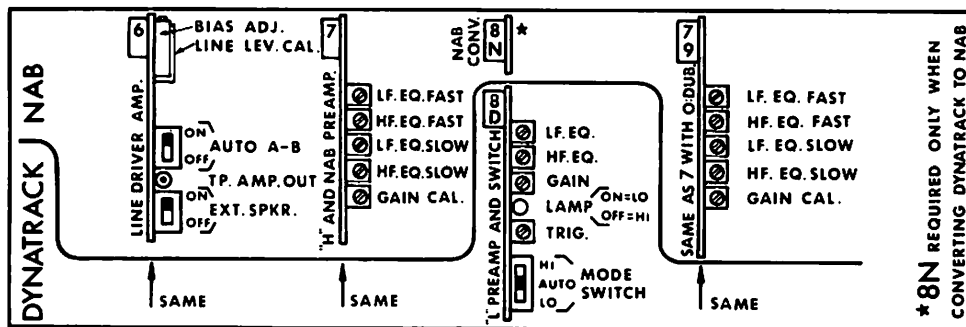 DYNATRACK NAB
LINE DRIVER AMP.
6
BIAS ADJ.
LINE LEV. CAL.
ON
OFF
AUTO A-B
TP. AMP. OUT
ON
OFF
EXT. SPKR.
SAME
"H" AND NAB PREAMP.
7
LF. EQ. FAST
HF. EQ. FAST
LF. EQ. SLOW
HF. EQ. SLOW
GAIN CAL.
SAME
NAB
CONV.
8
N
*
"L" PREAMP AND SWITCH
8
D
LF. EQ.
HF. EQ.
GAIN
LAMP
ON=LO
OFF=HI
TRIG.
HI
AUTO
LO
MODE
SWITCH
SAME AS 7 WITH O:DUB.
7
9
LF. EQ. FAST
HF. EQ. FAST
LF. EQ. SLOW
HF. EQ. SLOW
GAIN CAL.
SAME
*8N REQUIRED ONLY WHEN
CONVERTING DYNATRACK TO NAB